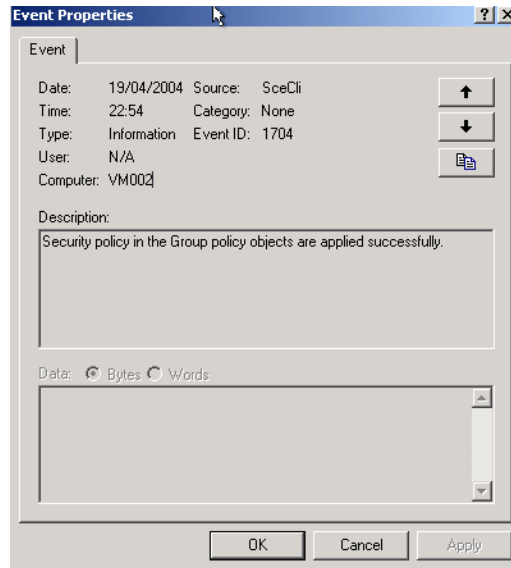 Event Properties
Event
Date: 19/04/2004 Source: SceCli
Time: 22:54 Category: None
Type: Information Event ID: 1704
User: N/A
Computer: VM002
Description:
Security policy in the Group policy objects are applied successfully.
Data: Bytes Words
OK Cancel Apply